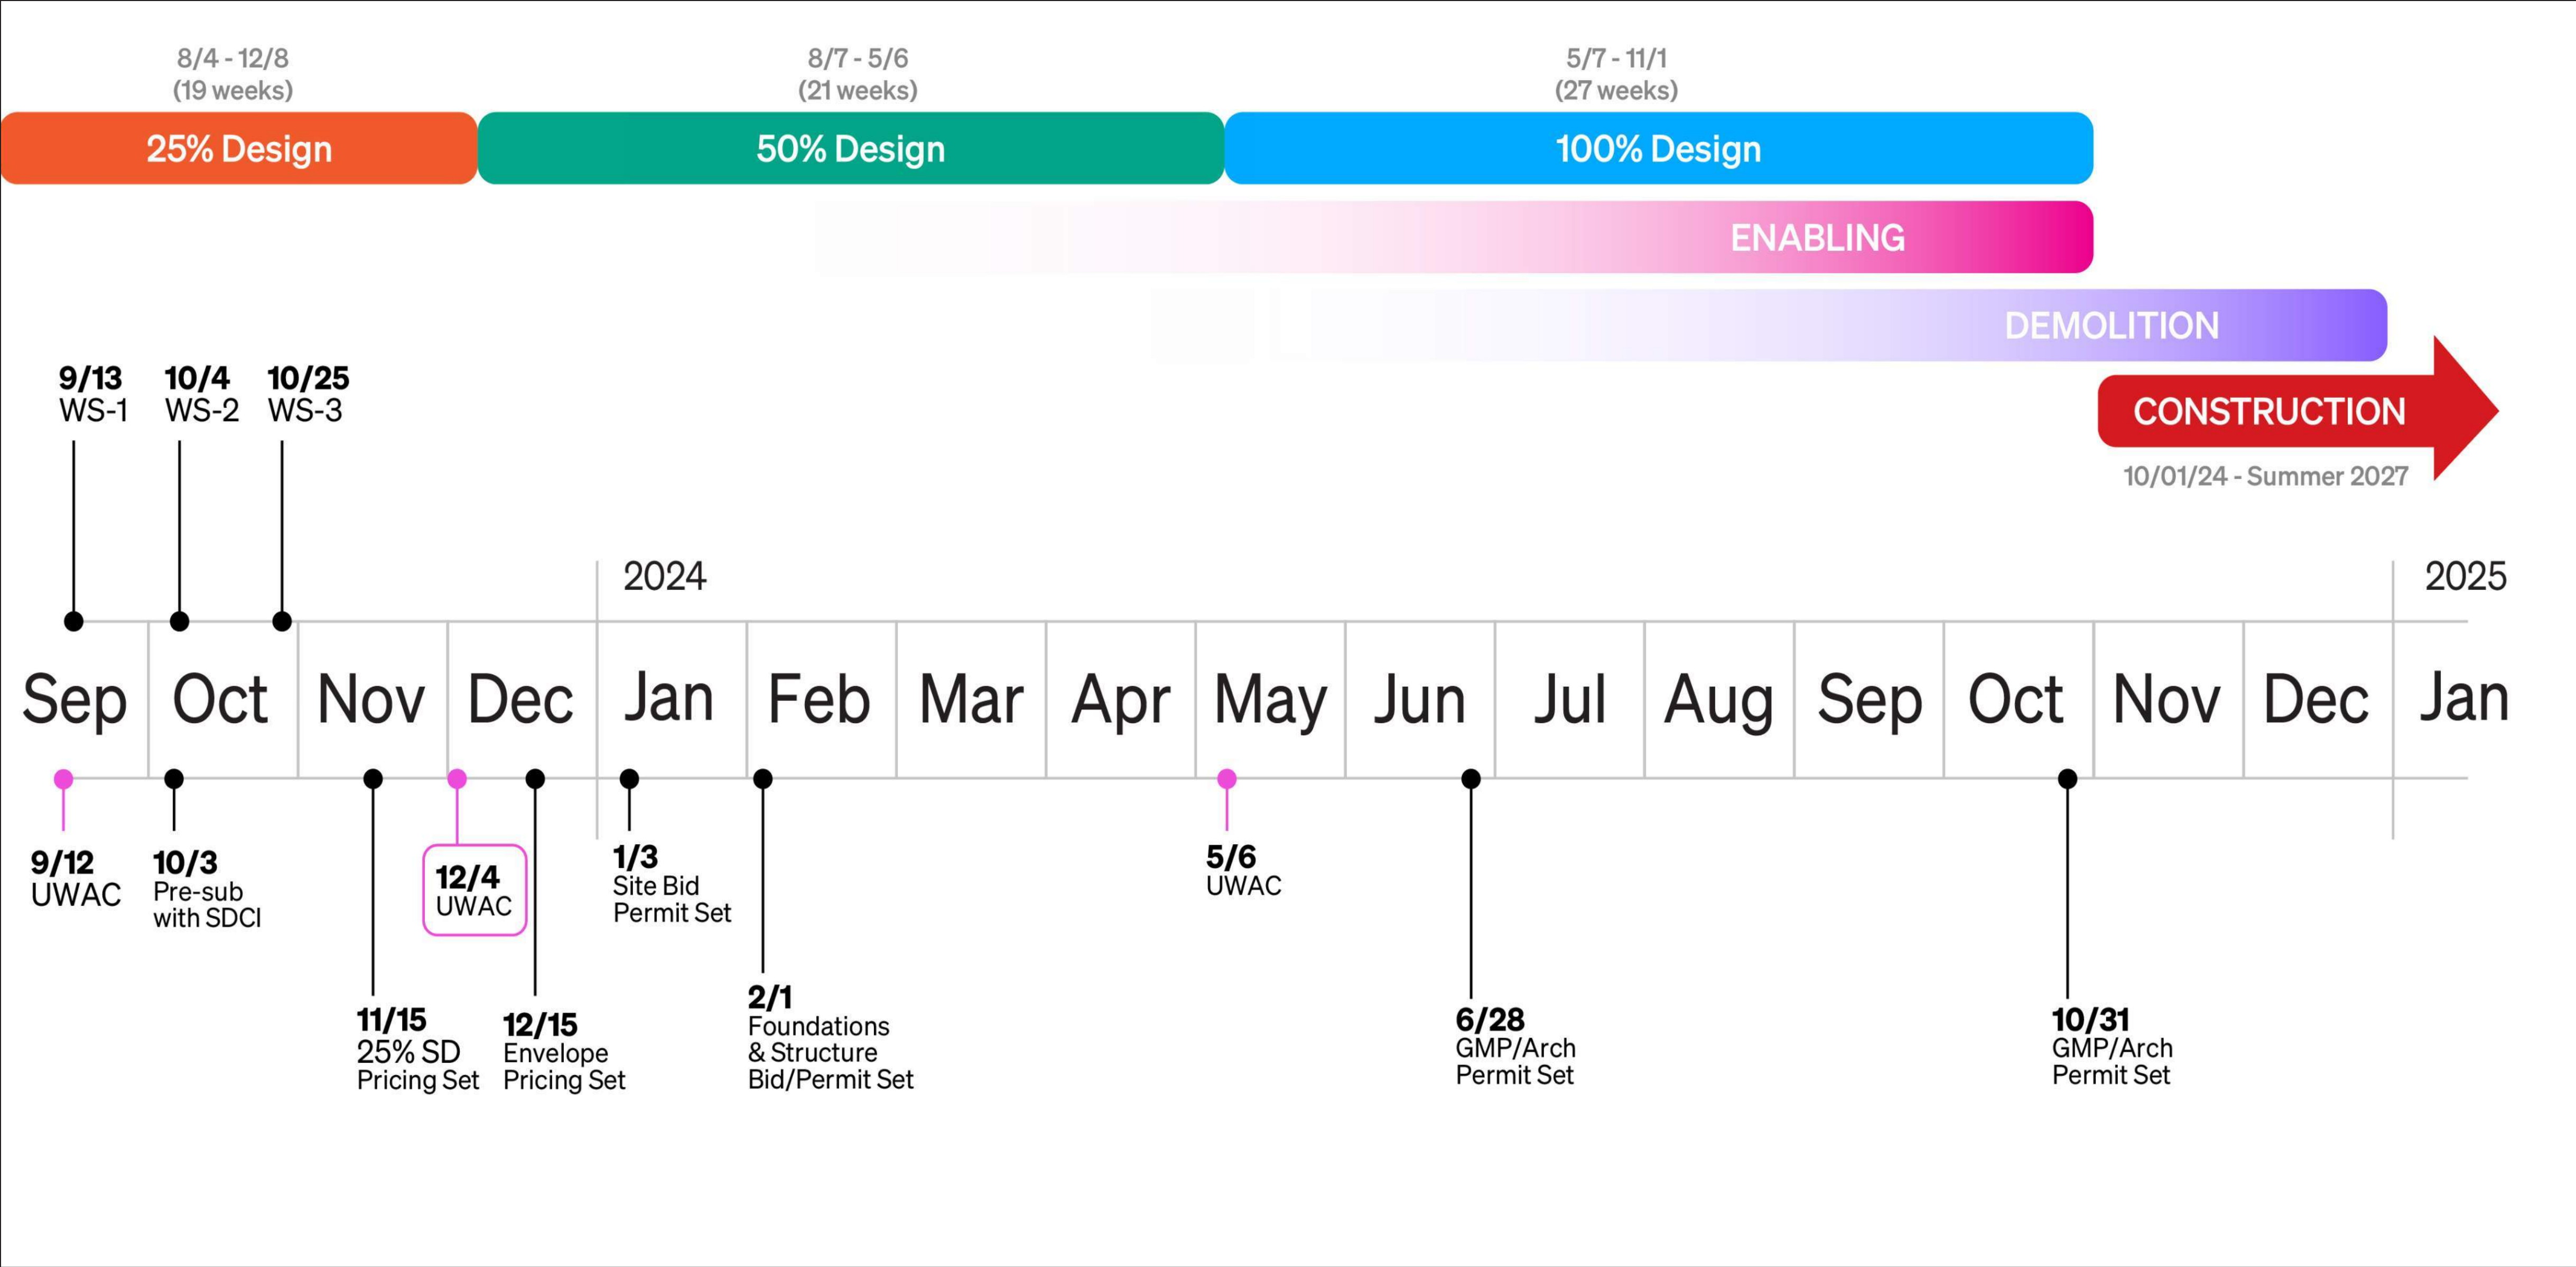 8/4 - 12/8
(19 weeks)
8/7 - 5/6
(21 weeks)
5/7 - 11/1
(27 weeks)
25% Design
50% Design
100% Design
ENABLING
DEMOLITION
CONSTRUCTION
10/01/24 - Summer 2027
9/13
WS-1
10/4
WS-2
10/25
WS-3
2024
2025
Sep
Oct
Nov
Dec
Jan
Feb
Mar
Apr
May
Jun
Jul
Aug
Sep
Oct
Nov
Dec
Jan
9/12
UWAC
10/3
Pre-sub
with SDCI
11/15
25% SD
Pricing Set
12/4
UWAC
12/15
Envelope
Pricing Set
1/3
Site Bid
Permit Set
2/1
Foundations
& Structure
Bid/Permit Set
5/6
UWAC
6/28
GMP/Arch
Permit Set
10/31
GMP/Arch
Permit Set